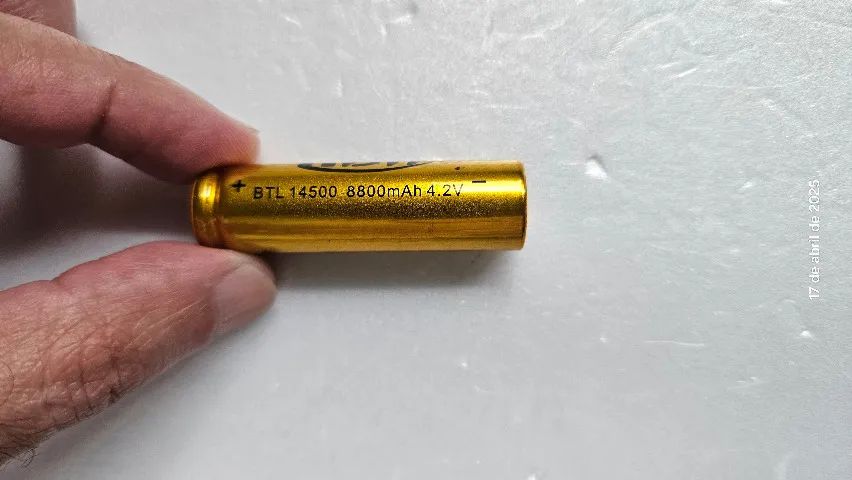 + BTL 14500 8800mAh 4.2V −
17 de abril de 2025